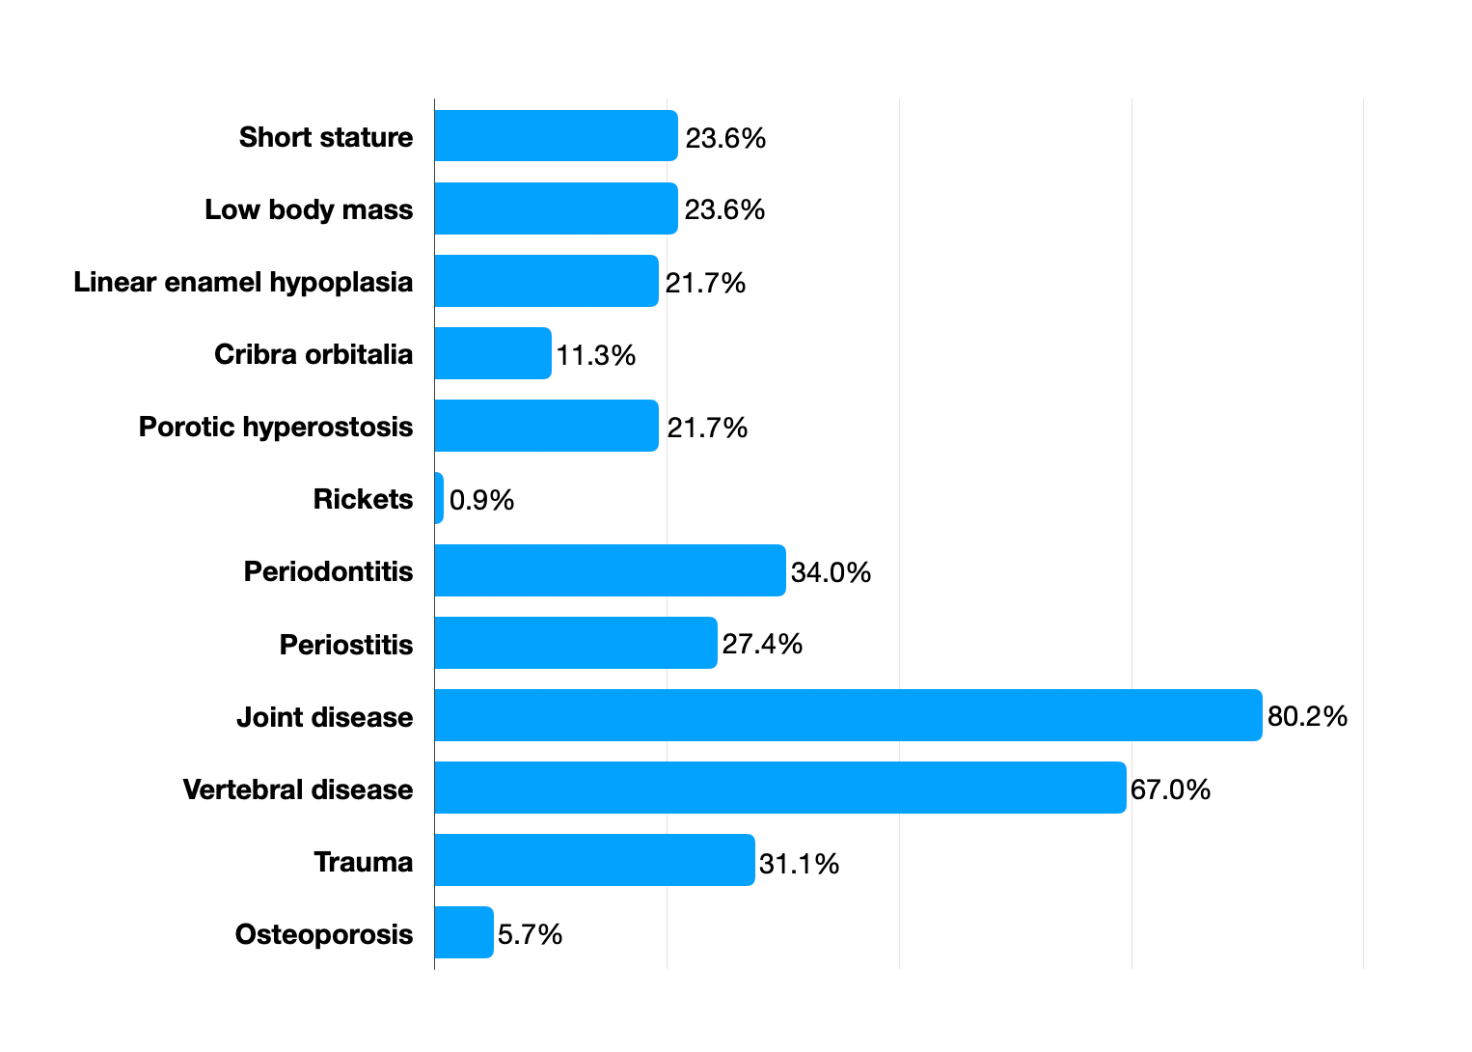 Short stature 23.6%
Low body mass 23.6%
Linear enamel hypoplasia 21.7%
Cribra orbitalia 11.3%
Porotic hyperostosis 21.7%
Rickets 0.9%
Periodontitis 34.0%
Periostitis 27.4%
Joint disease 80.2%
Vertebral disease 67.0%
Trauma 31.1%
Osteoporosis 5.7%